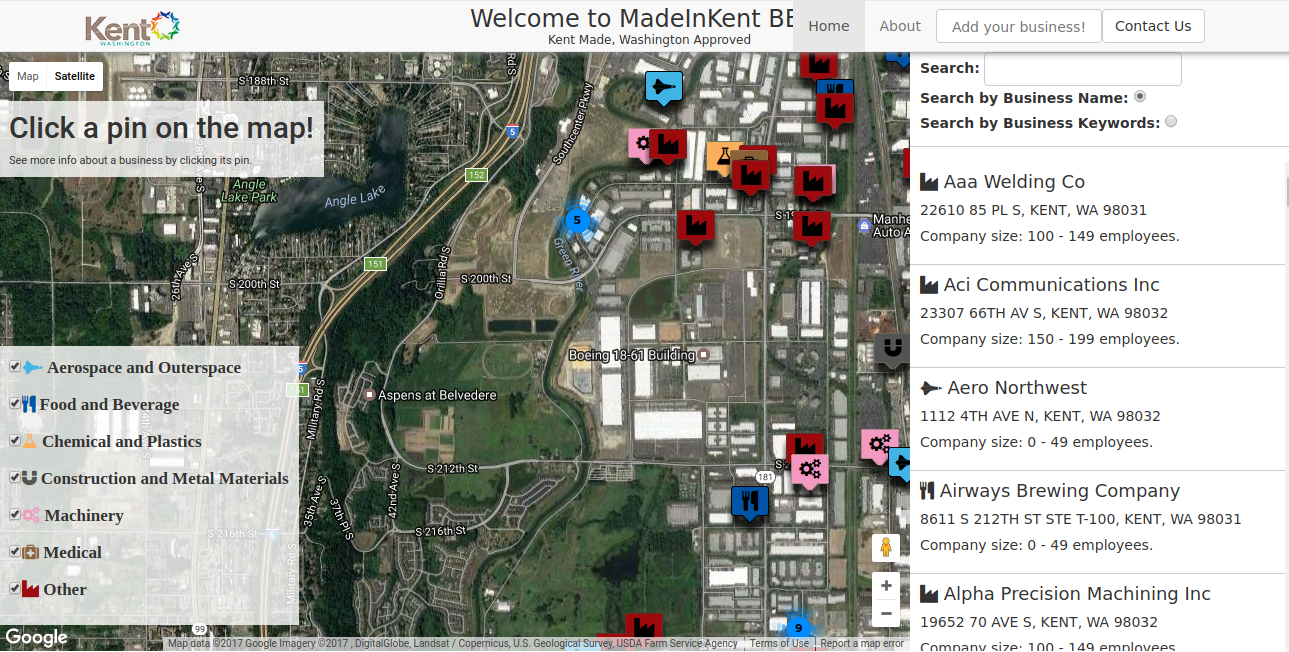 Kent
WASHINGTON
Welcome to MadeInKent BE
Kent Made, Washington Approved
Home
About
Add your business!
Contact Us
Map
Satellite
Click a pin on the map!
See more info about a business by clicking its pin.
S 188th St
Southcenter Pkwy
Rd S
5
152
Angle
Lake Park
Angle Lake
5
Green River
S 19
Manhe
Auto A
151
26th Ave S
S 200th St
Orillia Rd S
S 200th St
Boeing 18-61 Building
5
Military Rd S
Aspens at Belvedere
Aerospace and Outerspace
Food and Beverage
Chemical and Plastics
Construction and Metal Materials
Machinery
Medical
Other
S 212th St
181
42nd Ave S
35th Ave S
37th Pl S
S 216th St
S 216th St
5
Military Rd S
99
9
Google
Map data ©2017 Google Imagery ©2017 , DigitalGlobe, Landsat / Copernicus, U.S. Geological Survey, USDA Farm Service Agency
Terms of Use
Report a map error
Search:
Search by Business Name:
Search by Business Keywords:
Aaa Welding Co
22610 85 PL S, KENT, WA 98031
Company size: 100 - 149 employees.
Aci Communications Inc
23307 66TH AV S, KENT, WA 98032
Company size: 150 - 199 employees.
Aero Northwest
1112 4TH AVE N, KENT, WA 98032
Company size: 0 - 49 employees.
Airways Brewing Company
8611 S 212TH ST STE T-100, KENT, WA 98031
Company size: 0 - 49 employees.
Alpha Precision Machining Inc
19652 70 AVE S, KENT, WA 98032
Company size: 100 - 149 employees.